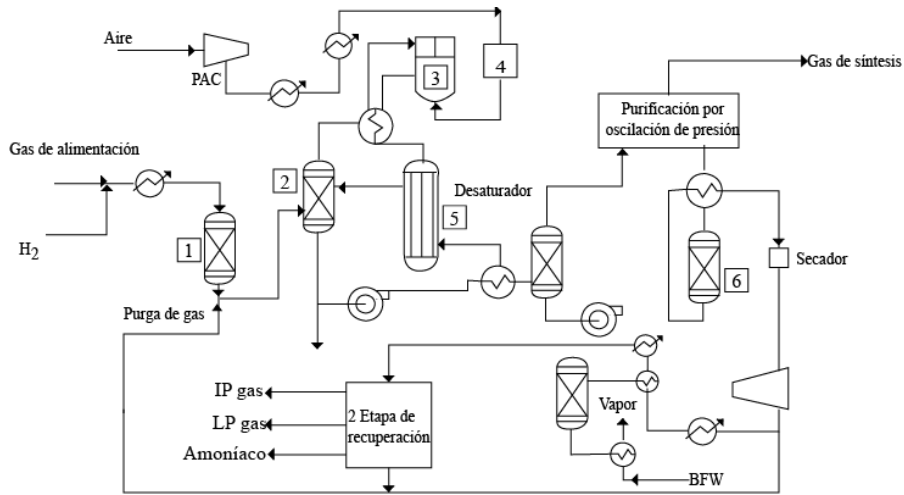 Aire
PAC
3
4
Gas de síntesis
Purificación por
oscilación de presión
Gas de alimentación
2
Desaturador
5
H2
1
6
Secador
Purga de gas
IP gas
LP gas
Amoníaco
2 Etapa de
recuperación
Vapor
BFW